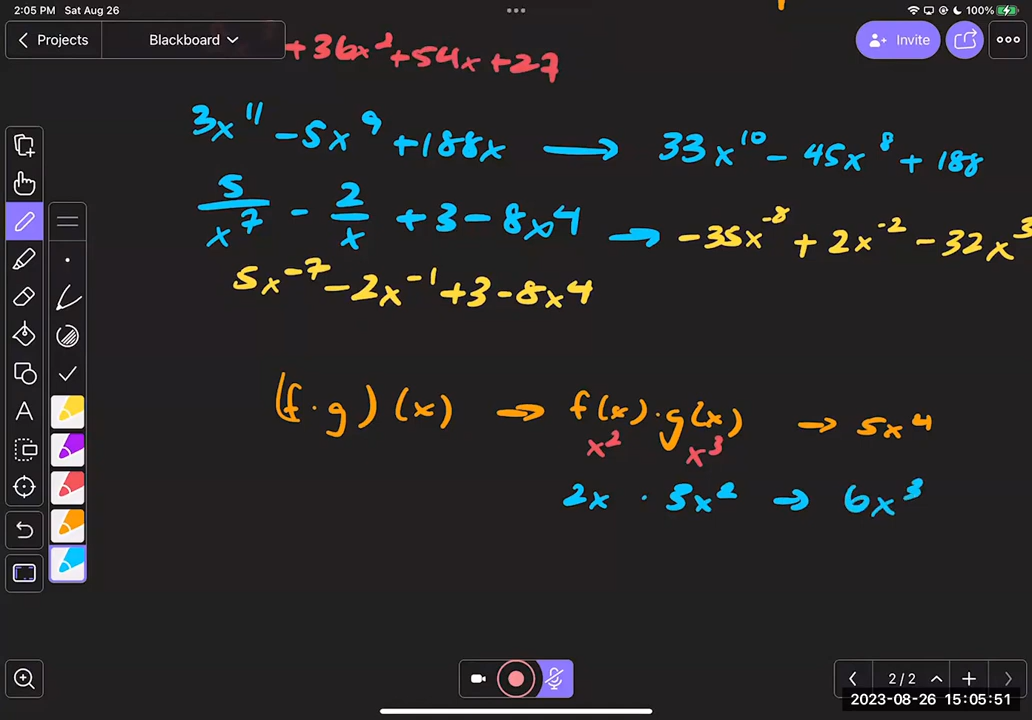 2:05 PM Sat Aug 26
100%
Projects
Blackboard
Invite
+36x²+54x+27
3x¹¹ -5x⁹ +188x → 33x¹⁰ - 45x⁸ + 188
5/x⁷ - 2/x +3-8x⁴ → -35x⁻⁸ + 2x⁻² -32x³
5x⁻⁷ -2x⁻¹ +3-8x⁴
(f·g)(x) → f(x)·g(x) → 5x⁴
x² x³
2x · 3x² → 6x³
A
2/2
2023-08-26 15:05:51